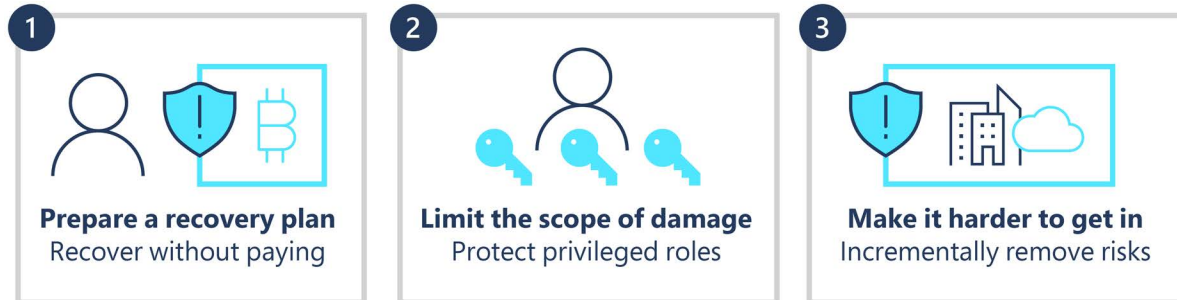 1
Prepare a recovery plan
Recover without paying
2
Limit the scope of damage
Protect privileged roles
3
Make it harder to get in
Incrementally remove risks